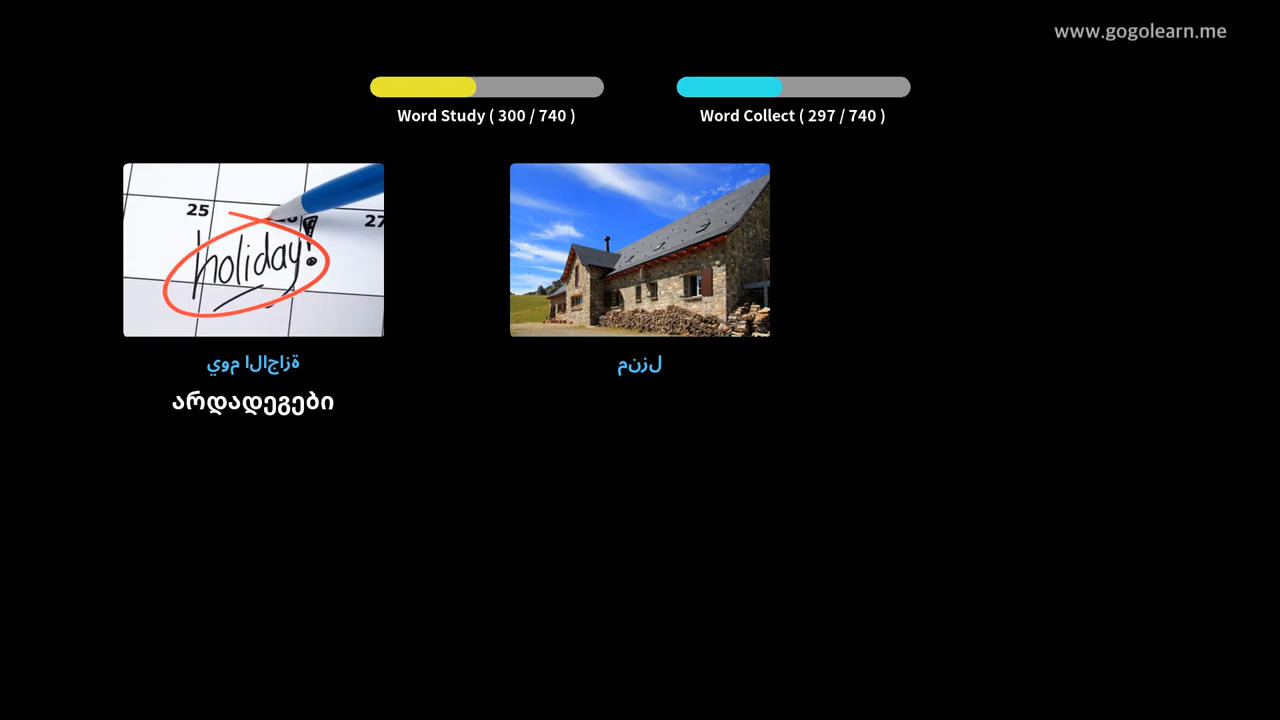 www.gogolearn.me
Word Study ( 300 / 740 )
Word Collect ( 297 / 740 )
25 27
holiday!
يوم الاجازة
منزل
არდადეგები